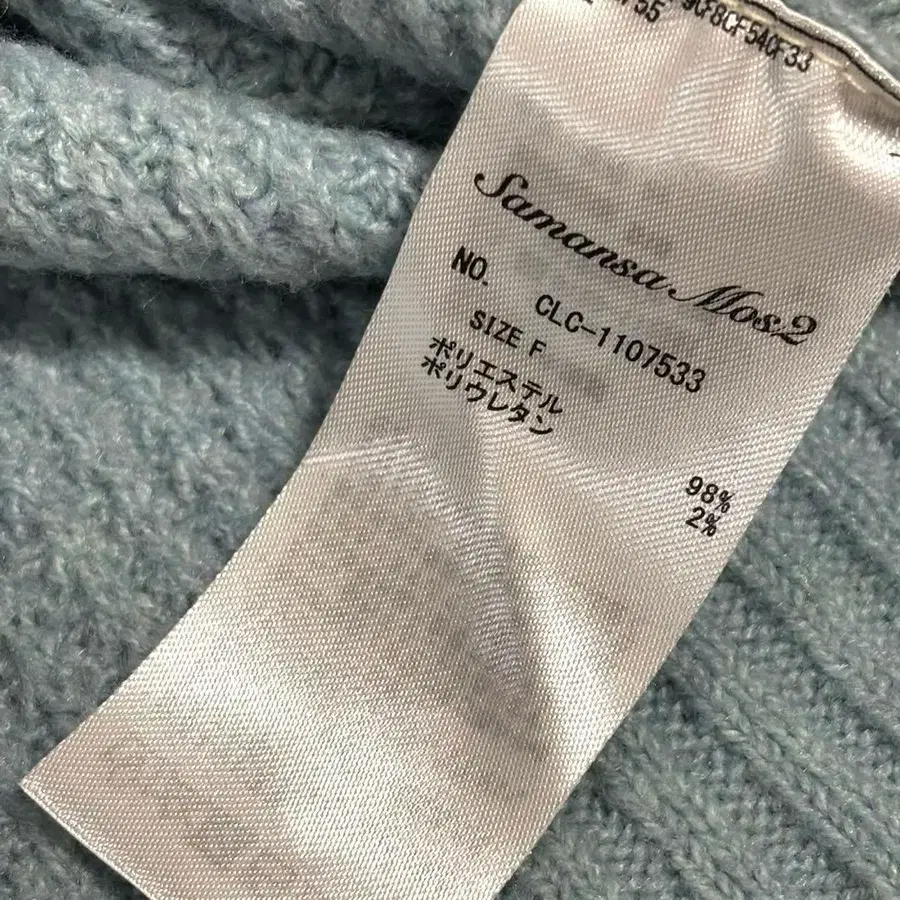 9CF8CF54CF33
Samansa Mos2
NO. CLC-1107533
SIZE F
ポリエステル 98%
ポリウレタン 2%